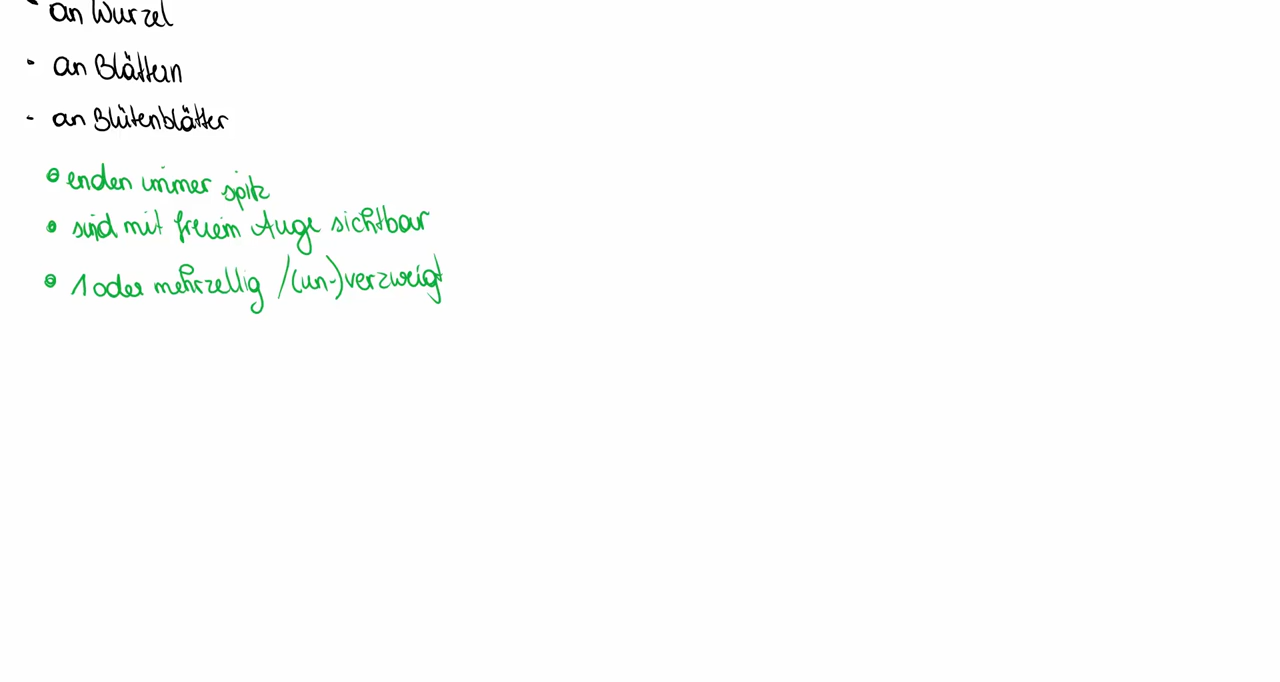 • an Wurzel
• an Blättern
- an Blütenblätter
• enden immer spitz
• sind mit freiem Auge sichtbar
• 1 oder mehrzellig / (un-)verzweigt